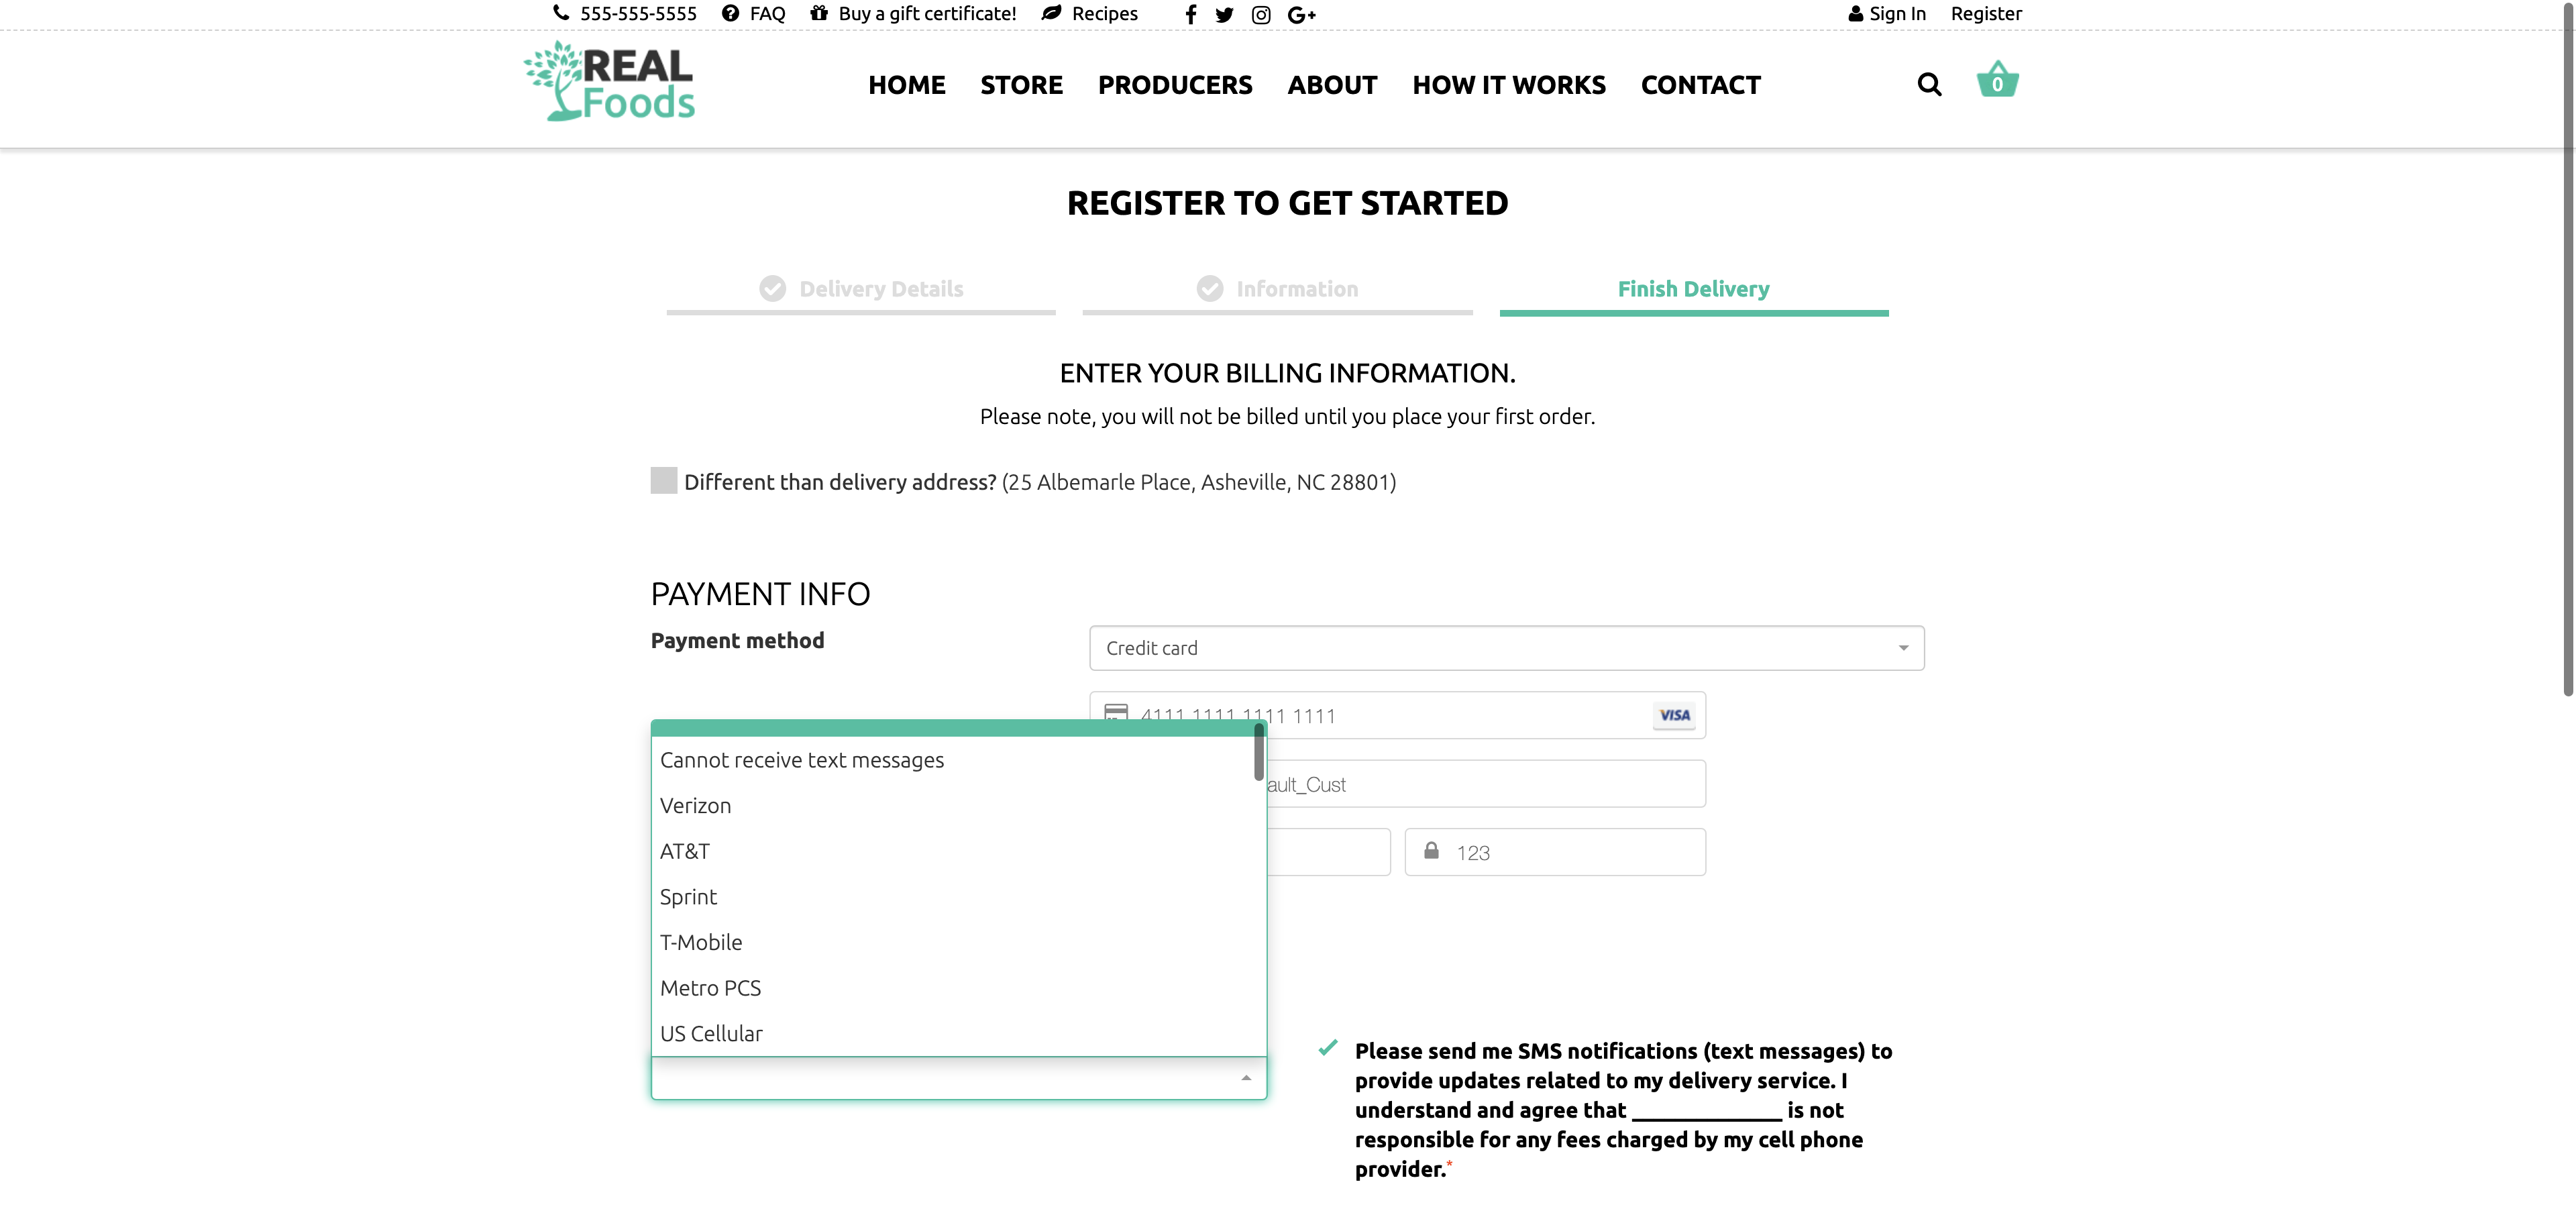 555-555-5555 FAQ Buy a gift certificate! Recipes Sign In Register
REAL
Foods
HOME STORE PRODUCERS ABOUT HOW IT WORKS CONTACT 0
REGISTER TO GET STARTED
Delivery Details Information Finish Delivery
ENTER YOUR BILLING INFORMATION.
Please note, you will not be billed until you place your first order.
Different than delivery address? (25 Albemarle Place, Asheville, NC 28801)
PAYMENT INFO
Payment method Credit card
4111 1111 1111 1111 VISA
Cannot receive text messages
ault_Cust
Verizon
AT&T
123
Sprint
T-Mobile
Metro PCS
US Cellular
Please send me SMS notifications (text messages) to
provide updates related to my delivery service. I
understand and agree that ______________ is not
responsible for any fees charged by my cell phone
provider.*